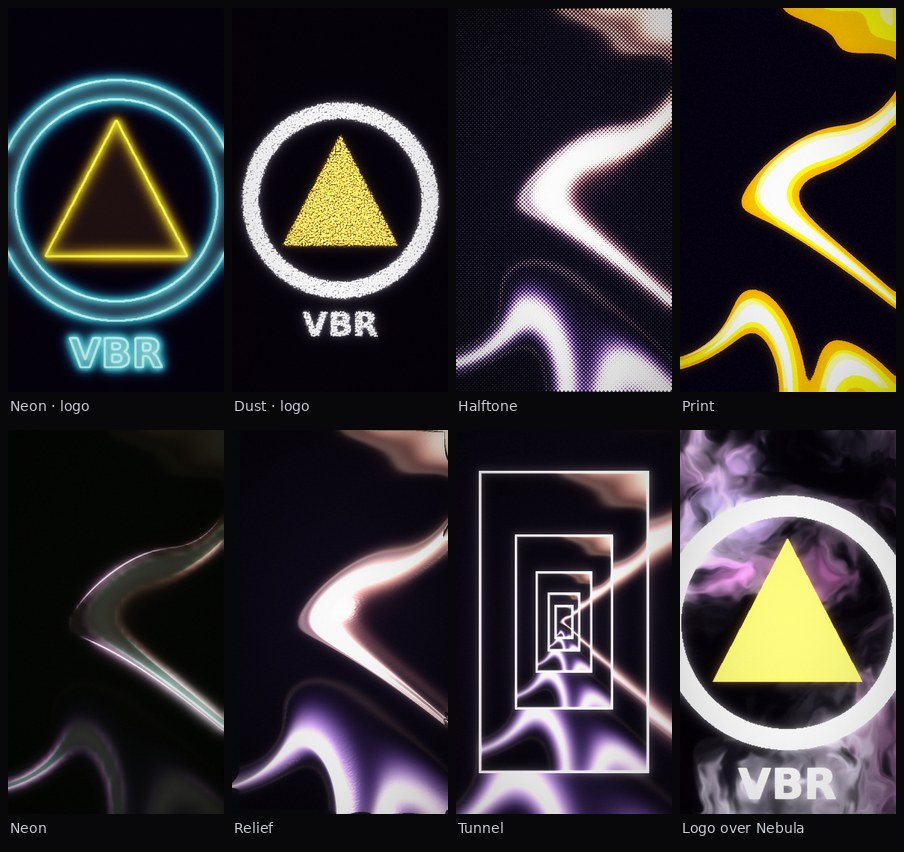 VBR
VBR
Neon · logo
Dust · logo
Halftone
Print
VBR
Neon
Relief
Tunnel
Logo over Nebula